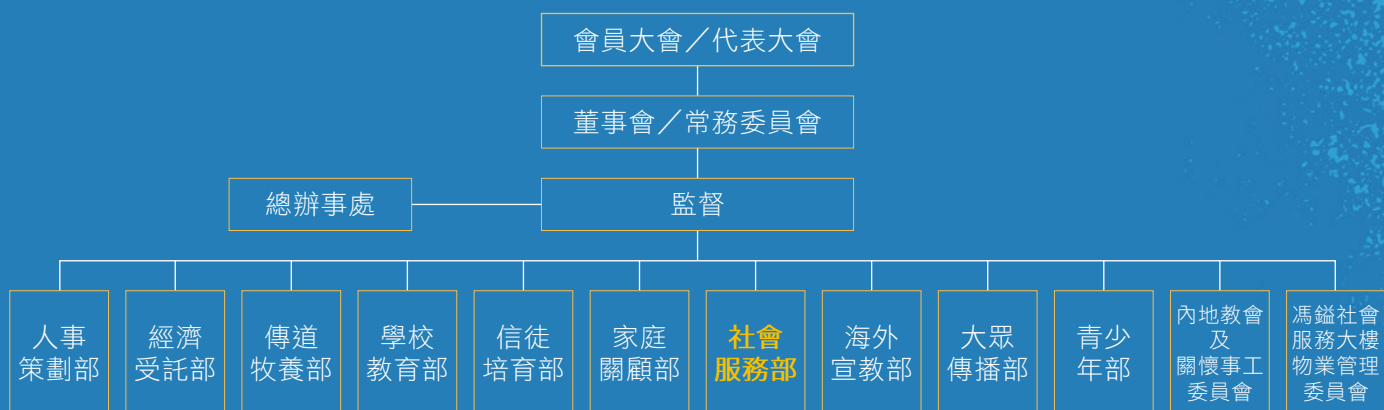 會員大會／代表大會
董事會／常務委員會
總辦事處
監督
人事
策劃部
經濟
受託部
傳道
牧養部
學校
教育部
信徒
培育部
家庭
關顧部
社會
服務部
海外
宣教部
大眾
傳播部
青少
年部
內地教會
及
關懷事工
委員會
馮鎰社會
服務大樓
物業管理
委員會